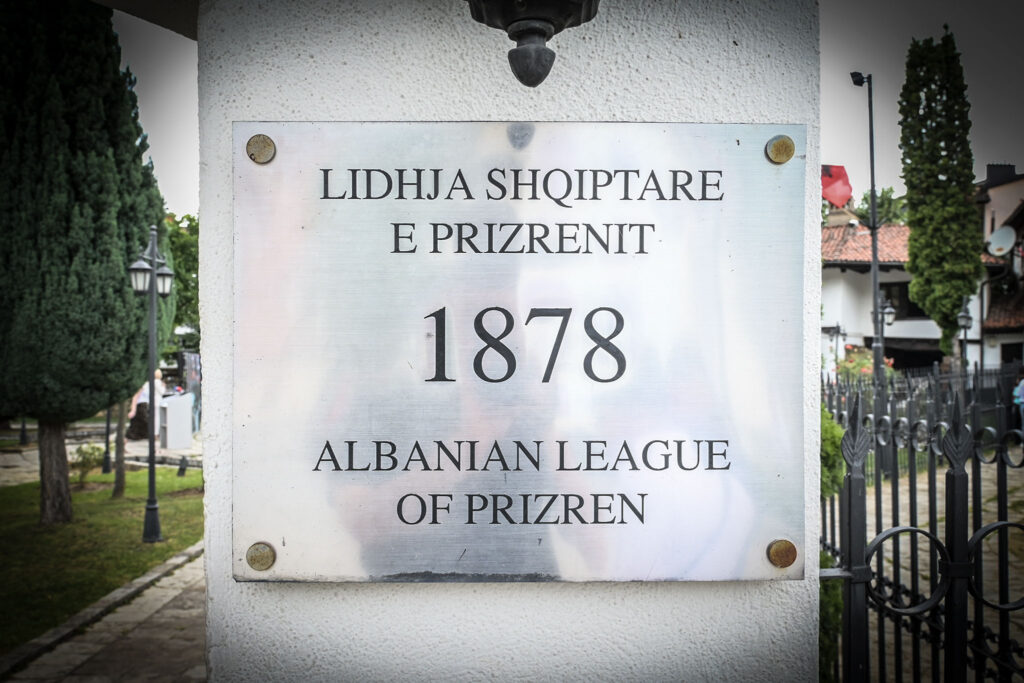 LIDHJA SHQIPTARE
E PRIZRENIT
1878
ALBANIAN LEAGUE
OF PRIZREN